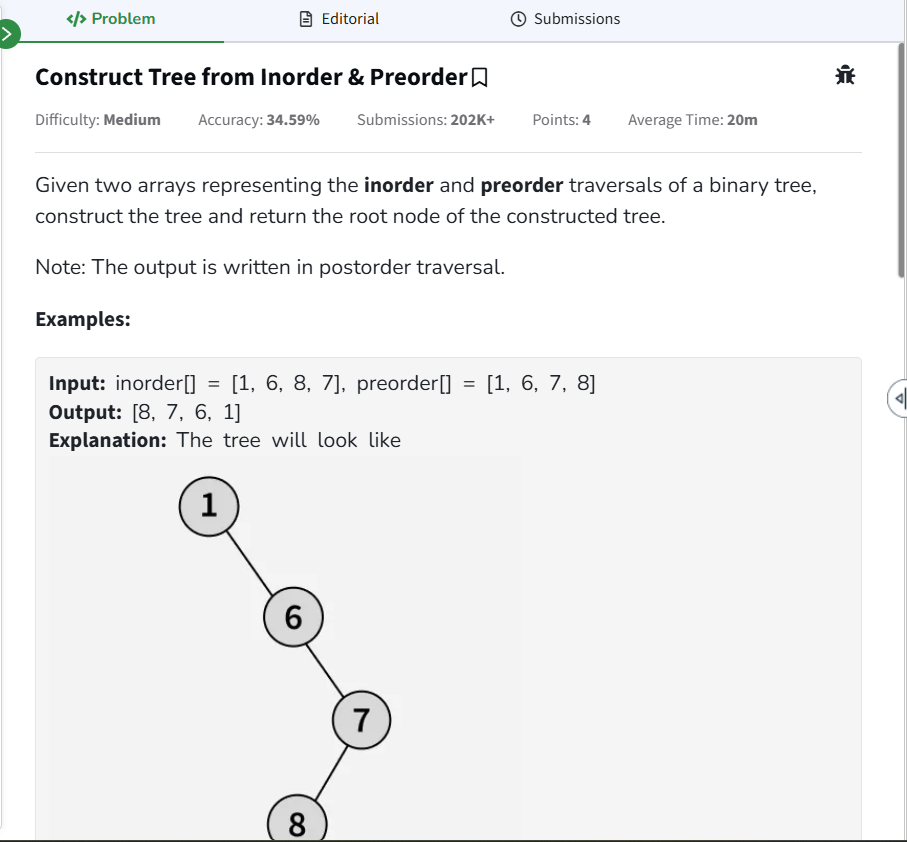 </> Problem Editorial Submissions
Construct Tree from Inorder & Preorder
Difficulty: Medium Accuracy: 34.59% Submissions: 202K+ Points: 4 Average Time: 20m
Given two arrays representing the inorder and preorder traversals of a binary tree,
construct the tree and return the root node of the constructed tree.
Note: The output is written in postorder traversal.
Examples:
Input: inorder[] = [1, 6, 8, 7], preorder[] = [1, 6, 7, 8]
Output: [8, 7, 6, 1]
Explanation: The tree will look like
1
6
7
8